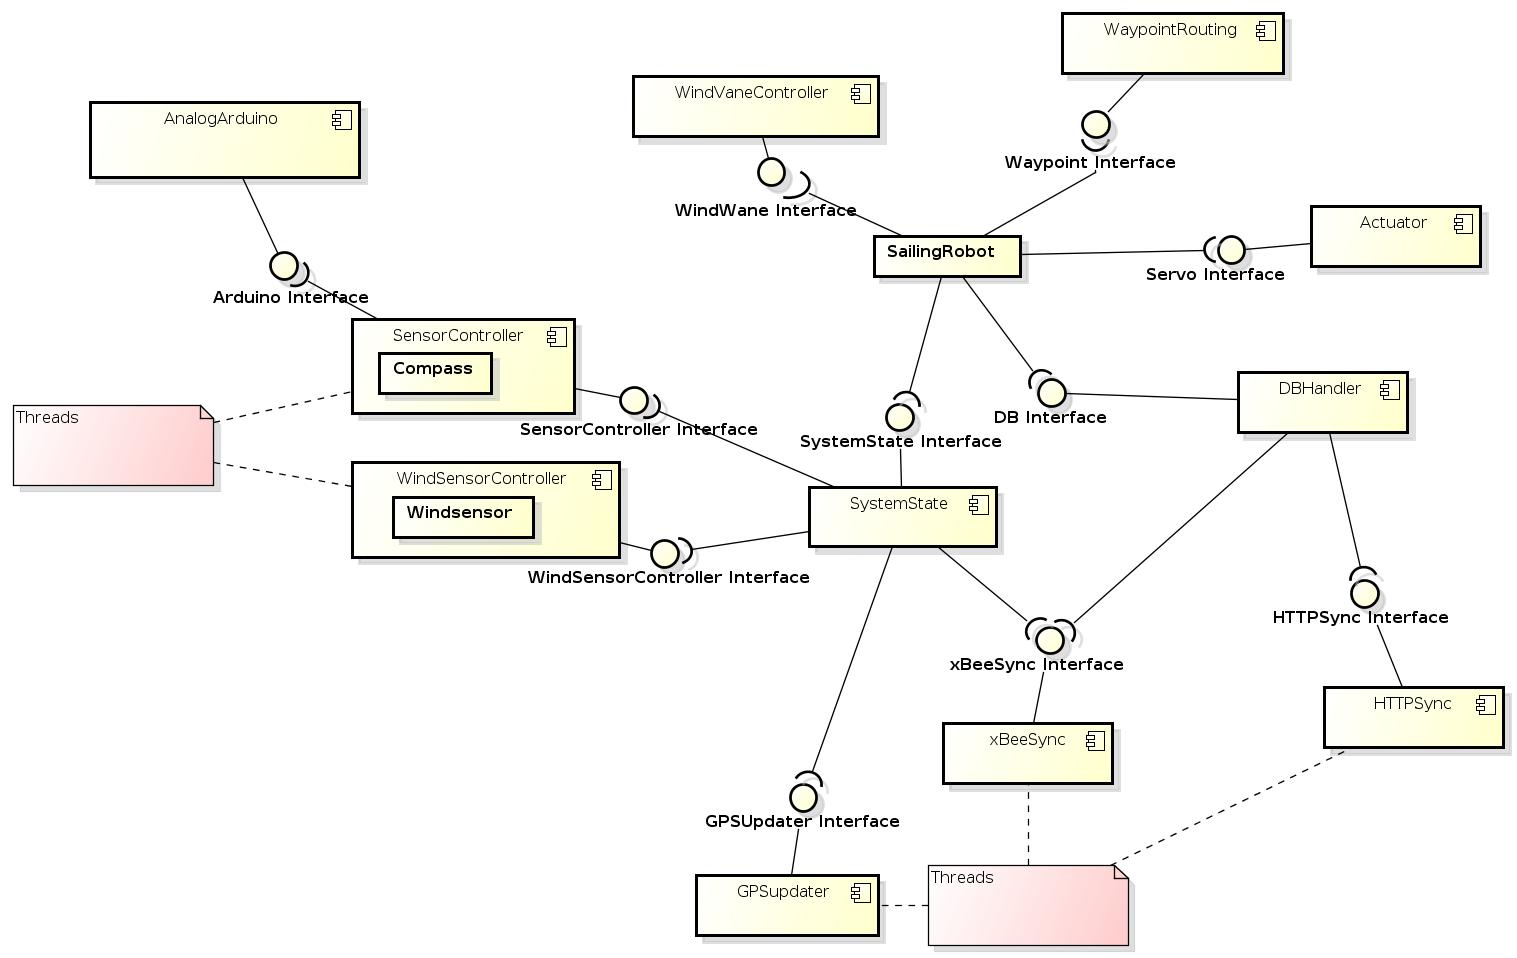 WaypointRouting
WindVaneController
AnalogArduino
Waypoint Interface
WindWane Interface
Actuator
SailingRobot
Servo Interface
Arduino Interface
SensorController
Compass
DBHandler
Threads
SensorController Interface
DB Interface
SystemState Interface
WindSensorController
Windsensor
SystemState
WindSensorController Interface
HTTPSync Interface
xBeeSync Interface
HTTPSync
xBeeSync
GPSUpdater Interface
Threads
GPSupdater